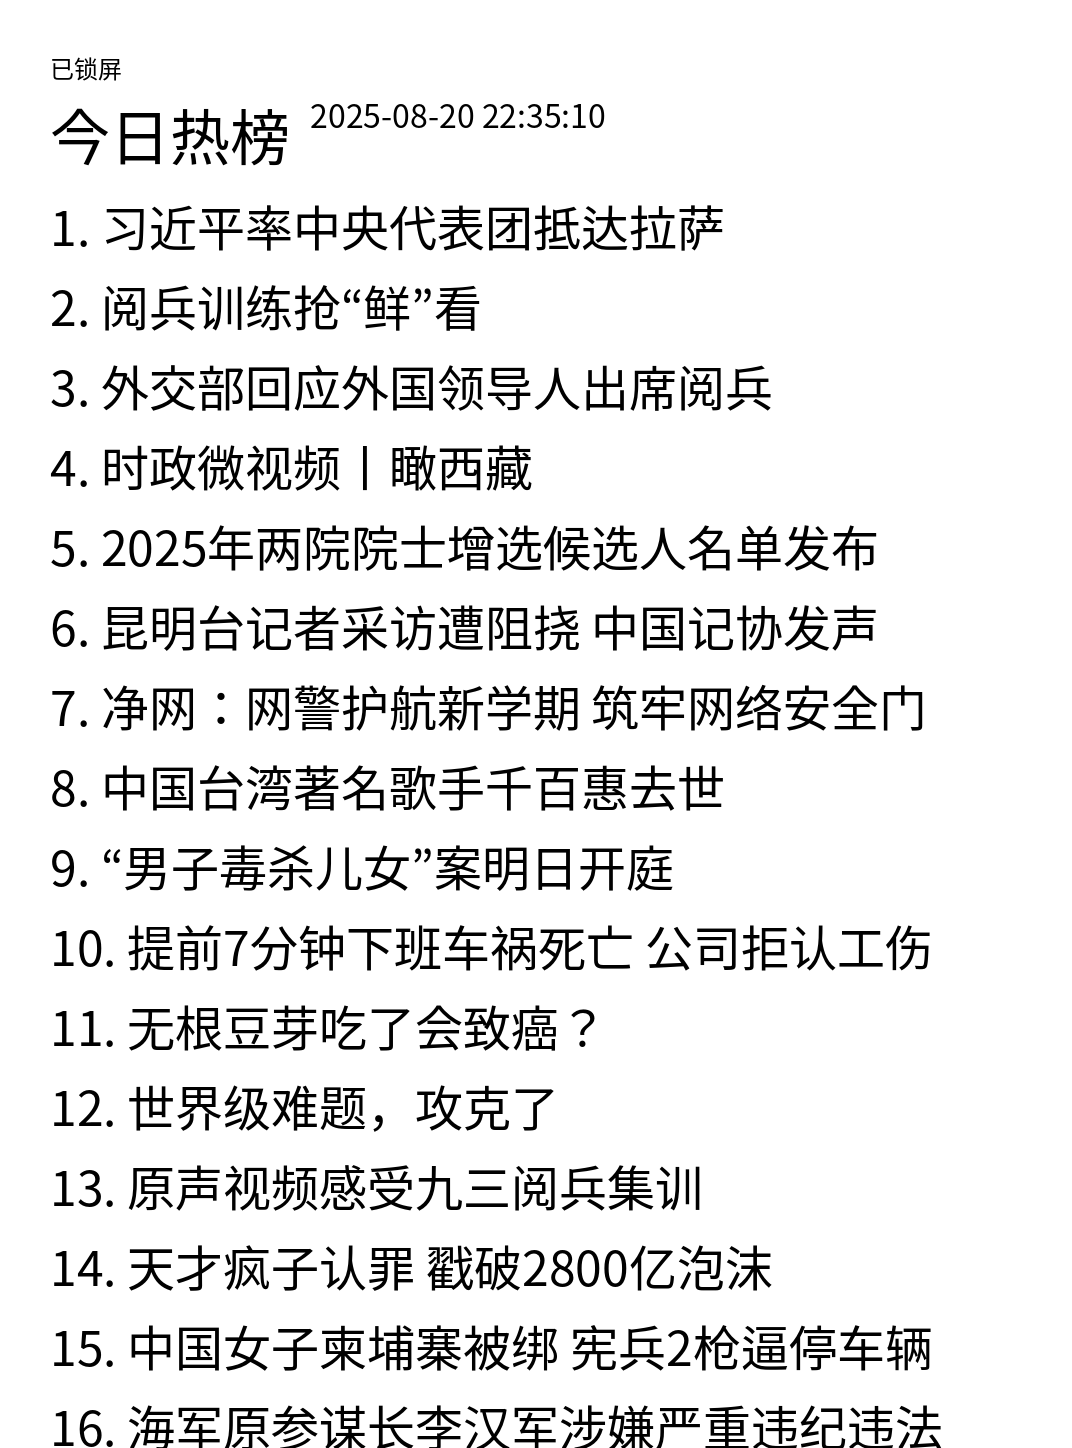 已锁屏
今日热榜 2025-08-20 22:35:10
1. 习近平率中央代表团抵达拉萨
2. 阅兵训练抢“鲜”看
3. 外交部回应外国领导人出席阅兵
4. 时政微视频丨瞰西藏
5. 2025年两院院士增选候选人名单发布
6. 昆明台记者采访遭阻挠 中国记协发声
7. 净网：网警护航新学期 筑牢网络安全门
8. 中国台湾著名歌手千百惠去世
9. “男子毒杀儿女”案明日开庭
10. 提前7分钟下班车祸死亡 公司拒认工伤
11. 无根豆芽吃了会致癌？
12. 世界级难题，攻克了
13. 原声视频感受九三阅兵集训
14. 天才疯子认罪 戳破2800亿泡沫
15. 中国女子柬埔寨被绑 宪兵2枪逼停车辆
16. 海军原参谋长李汉军涉嫌严重违纪违法